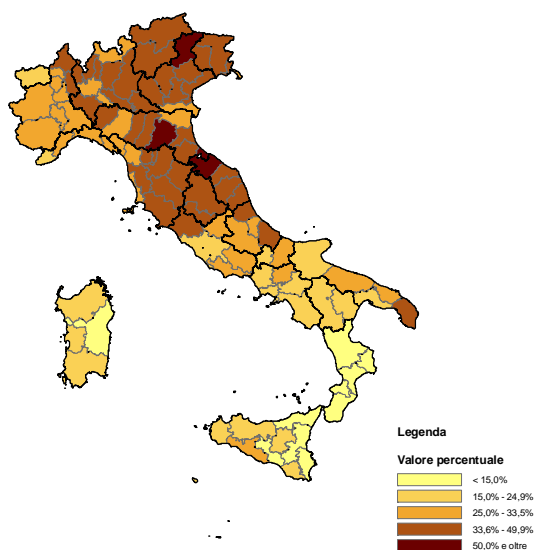 Legenda
Valore percentuale
< 15,0%
15,0% - 24,9%
25,0% - 33,5%
33,6% - 49,9%
50,0% e oltre